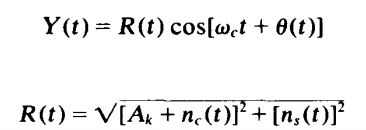 Y(t) = R(t) cos[ω_c t + θ(t)]
R(t) = √[A_k + n_c(t)]² + [n_s(t)]²